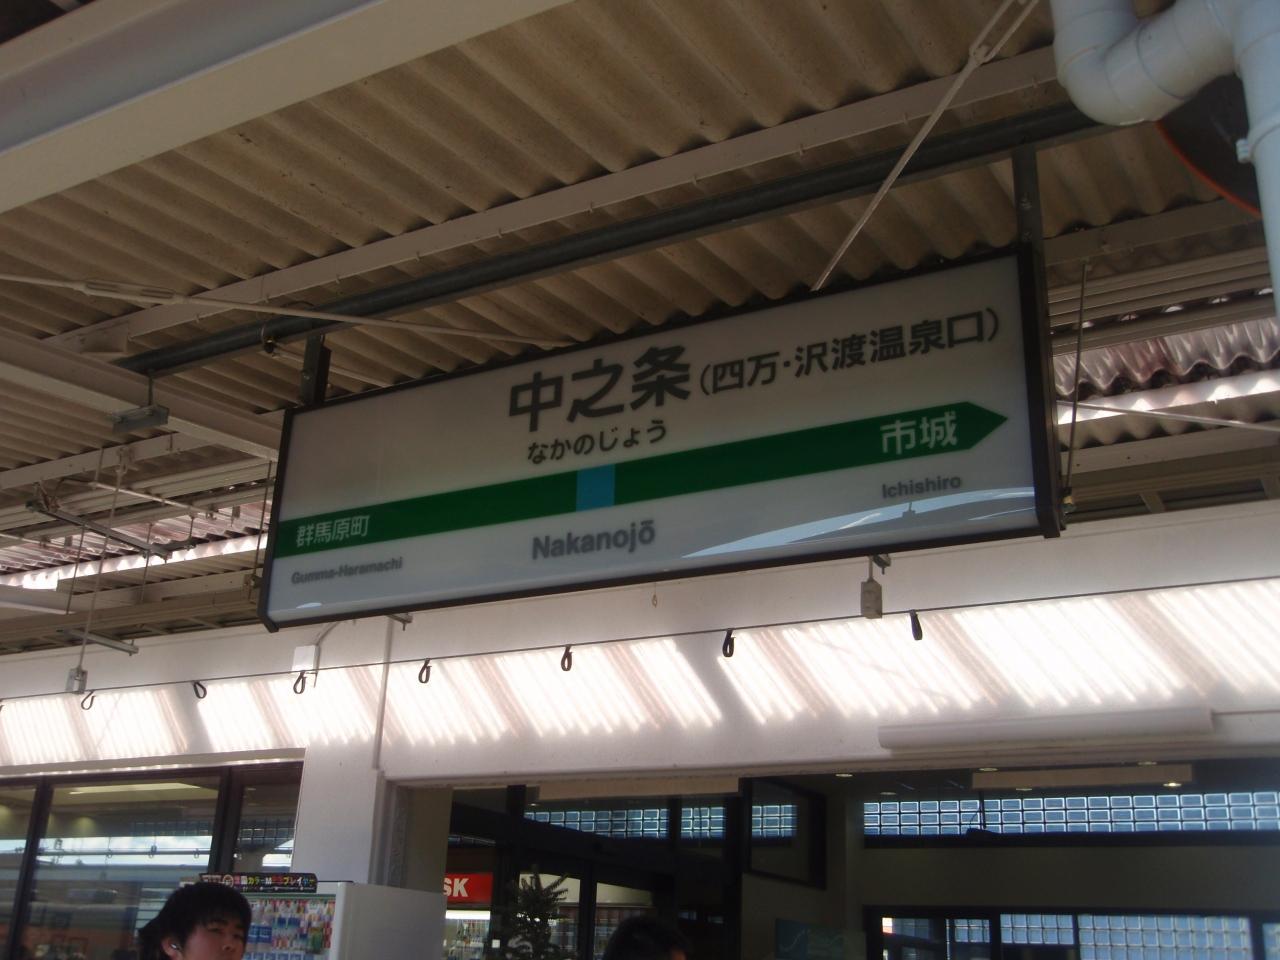 中之条(四万・沢渡温泉口)
なかのじょう
市城
Ichishiro
群馬原町
Gumma-Haramachi
Nakanojō
SK